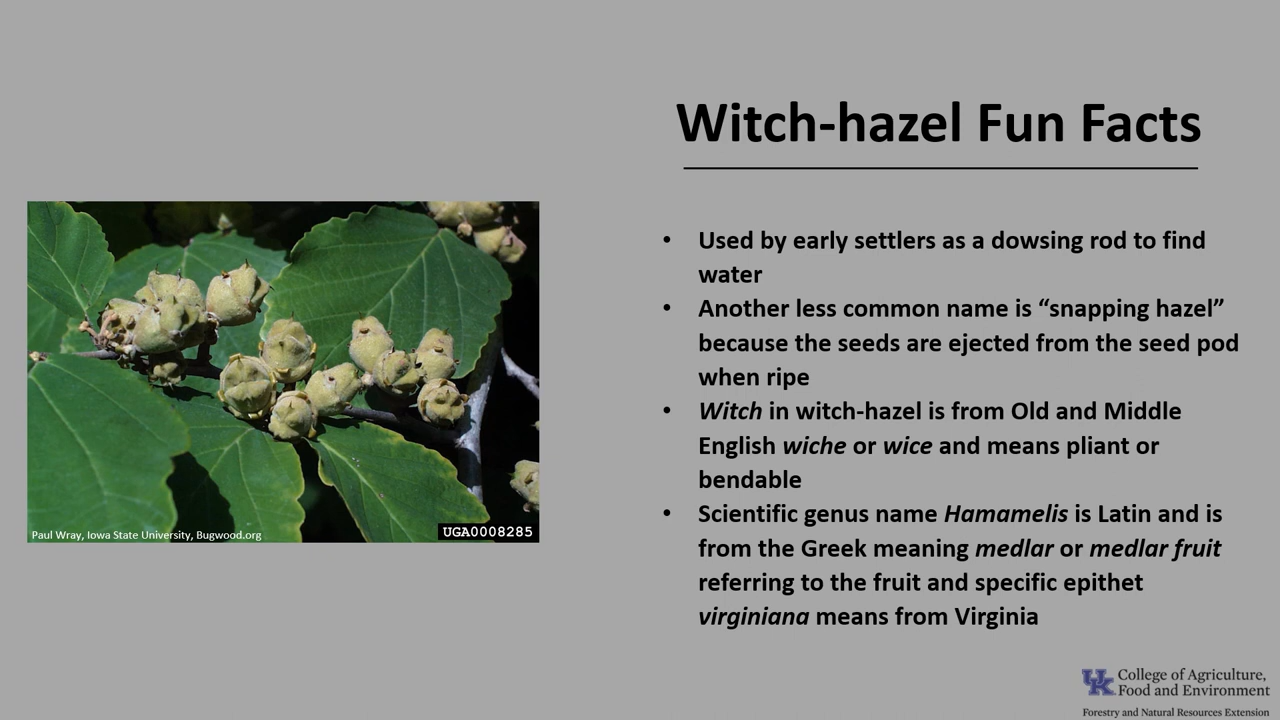 Witch-hazel Fun Facts
• Used by early settlers as a dowsing rod to find
water
• Another less common name is “snapping hazel”
because the seeds are ejected from the seed pod
when ripe
• Witch in witch-hazel is from Old and Middle
English wiche or wice and means pliant or
bendable
• Scientific genus name Hamamelis is Latin and is
from the Greek meaning medlar or medlar fruit
referring to the fruit and specific epithet
virginiana means from Virginia
Paul Wray, Iowa State University, Bugwood.org
UGA0008285
UK
College of Agriculture,
Food and Environment
Forestry and Natural Resources Extension